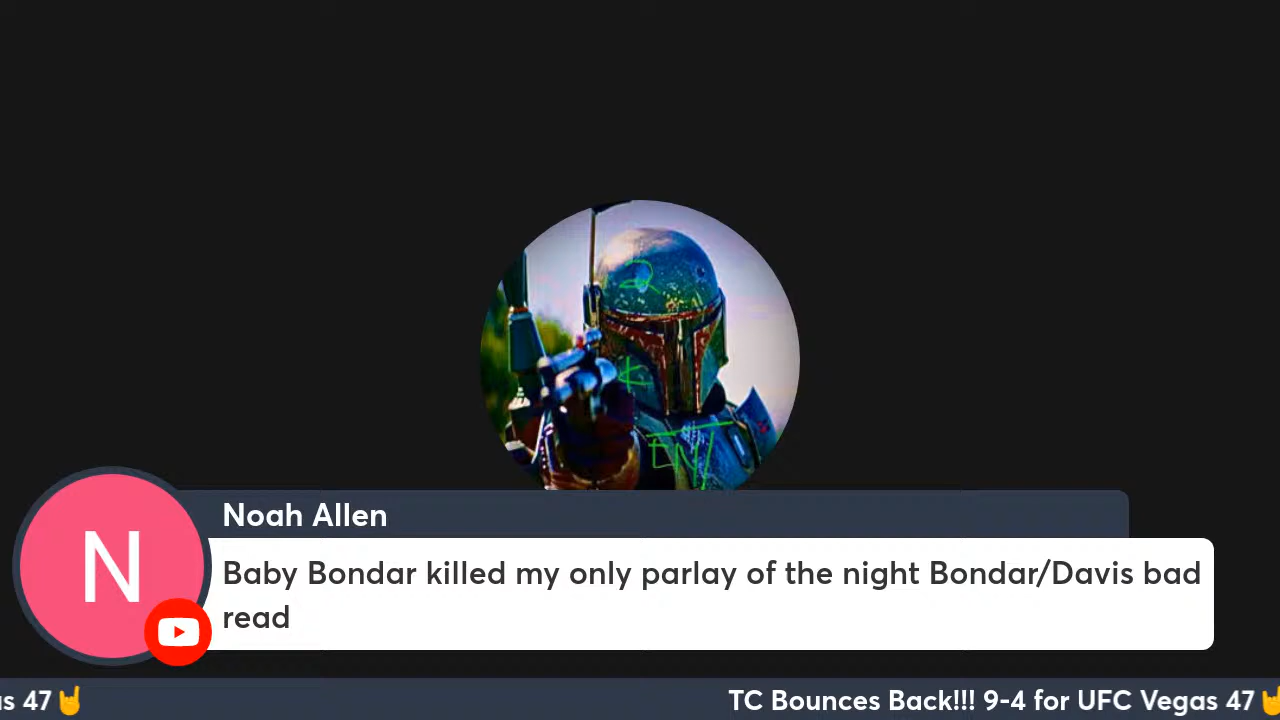 N
Noah Allen
Baby Bondar killed my only parlay of the night Bondar/Davis bad
read
as 47🤘
TC Bounces Back!!! 9-4 for UFC Vegas 47🤘